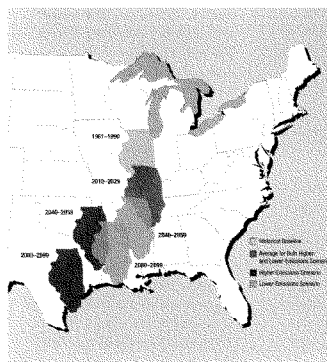 1961–1990
2010–2029
2040–2059
2080–2099
2040–2059
2080–2099
Historical Baseline
Average for Both Higher
and Lower-Emissions Scenario
Higher-Emissions Scenario
Lower-Emissions Scenario